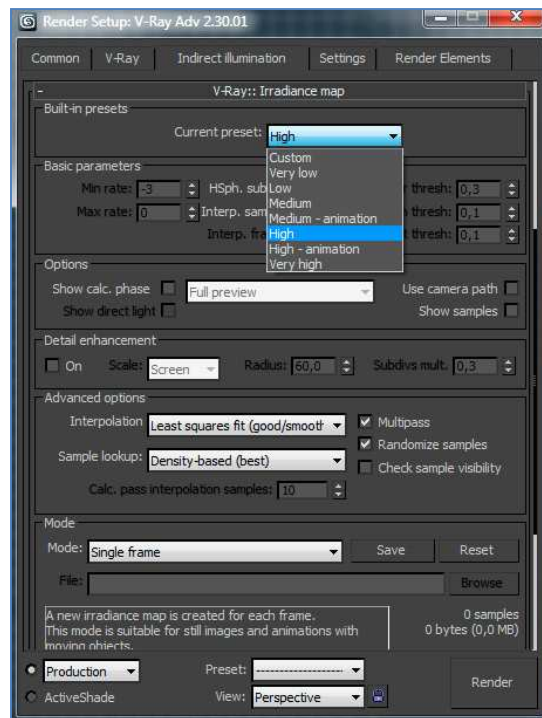 Render Setup: V-Ray Adv 2.30.01
Common V-Ray Indirect illumination Settings Render Elements
- V-Ray:: Irradiance map
Built-in presets
Current preset: High
Custom
Very low
Low
Medium
Medium - animation
High
High - animation
Very high
Basic parameters
Min rate: -3 HSph. sub thresh: 0,3
Max rate: 0 Interp. sam thresh: 0,1
Interp. fra thresh: 0,1
Options
Show calc. phase Full preview Use camera path
Show direct light Show samples
Detail enhancement
On Scale: Screen Radius: 60,0 Subdivs mult. 0,3
Advanced options
Interpolation Least squares fit (good/smooth Multipass
Randomize samples
Sample lookup: Density-based (best) Check sample visibility
Calc. pass interpolation samples: 10
Mode
Mode: Single frame Save Reset
File: Browse
A new irradiance map is created for each frame.
This mode is suitable for still images and animations with
moving objects.
0 samples
0 bytes (0,0 MB)
Production Preset: --------------------
ActiveShade View: Perspective Render